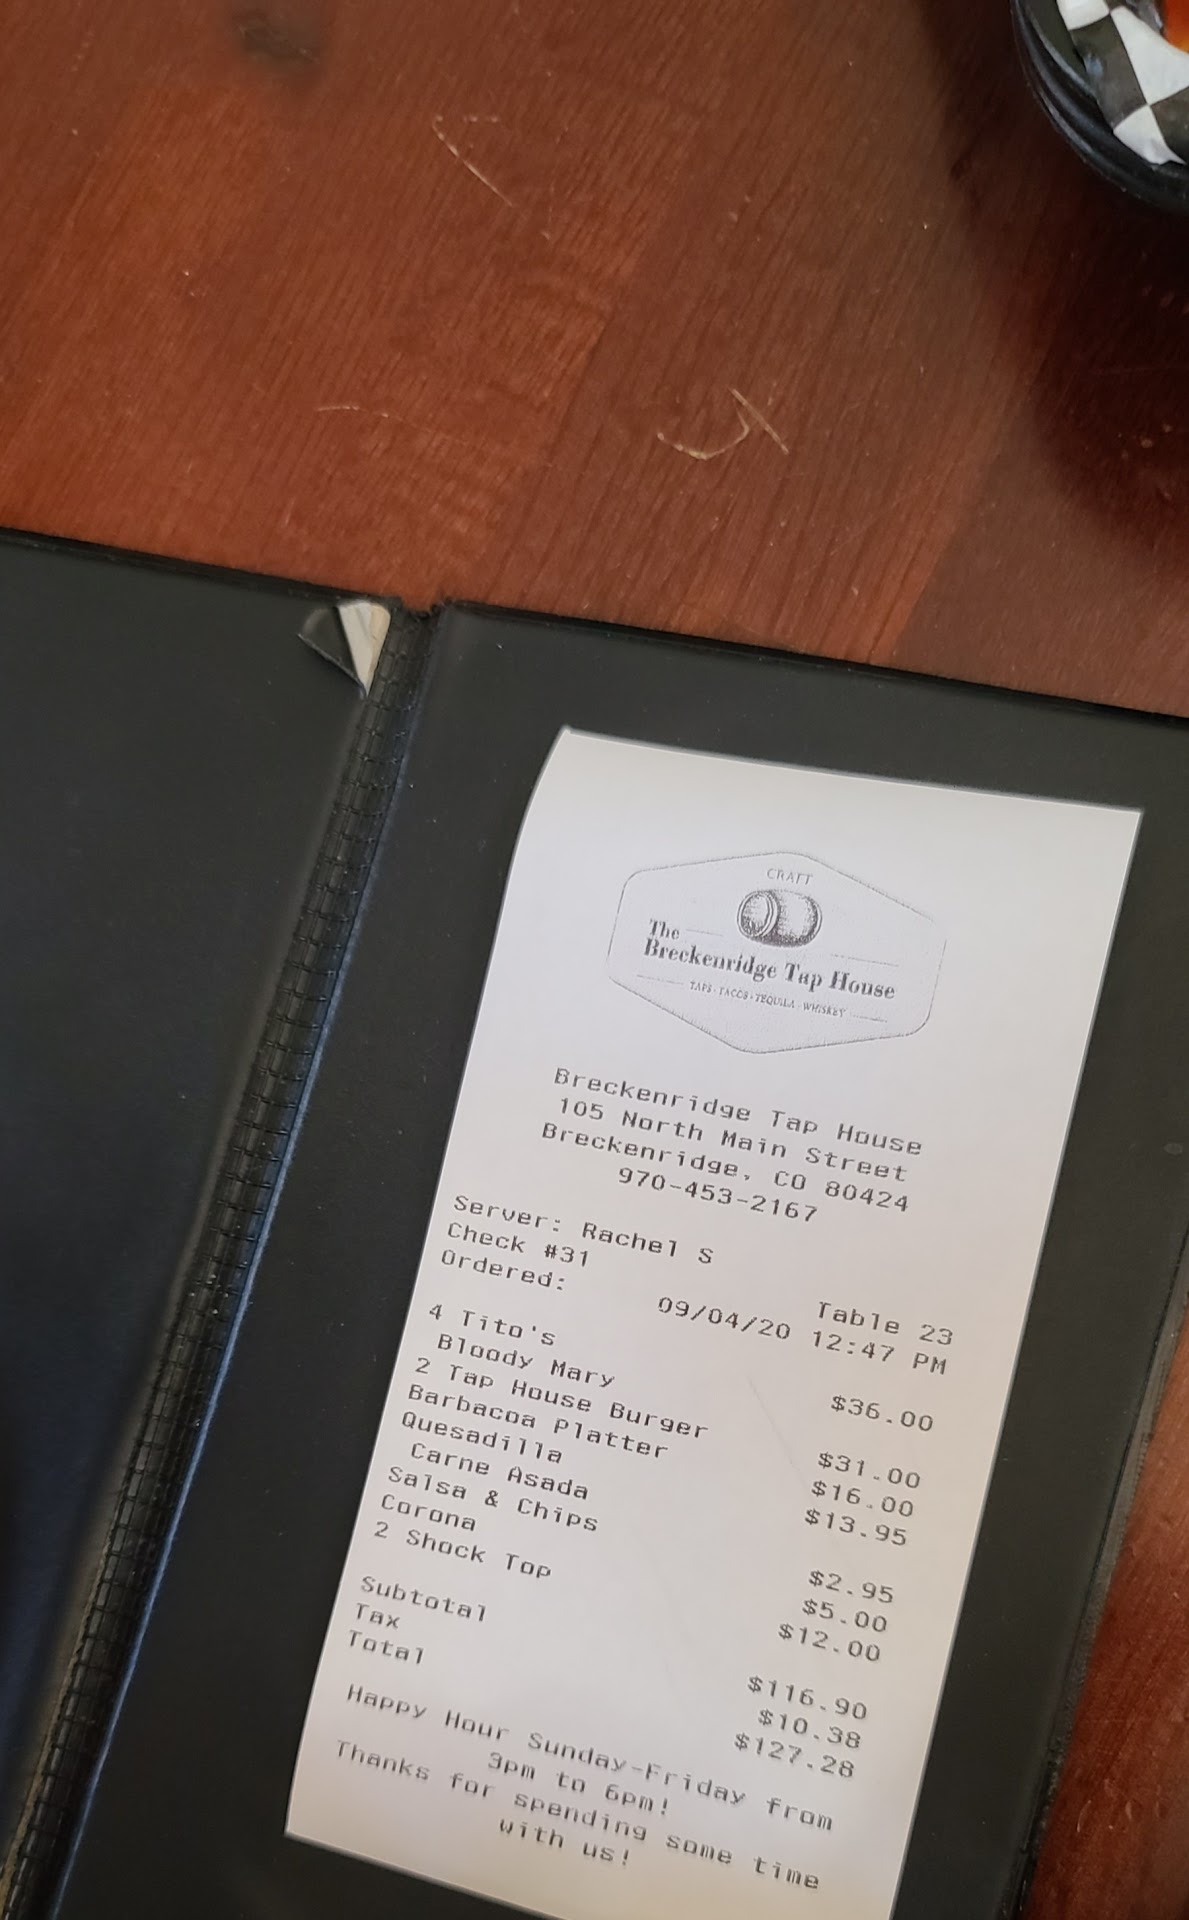 CRAFT
The
Breckenridge Tap House
TAPS · TACOS · TEQUILA · WHISKEY
Breckenridge Tap House
105 North Main Street
Breckenridge, CO 80424
970-453-2167
Server: Rachel S
Check #31 Table 23
Ordered: 09/04/20 12:47 PM
4 Tito's $36.00
Bloody Mary
2 Tap House Burger $31.00
Barbacoa Platter $16.00
Quesadilla $13.95
Carne Asada
Salsa & Chips $2.95
Corona $5.00
2 Shock Top $12.00
Subtotal $116.90
Tax $10.38
Total $127.28
Happy Hour Sunday-Friday from
3pm to 6pm!
Thanks for spending some time
with us!